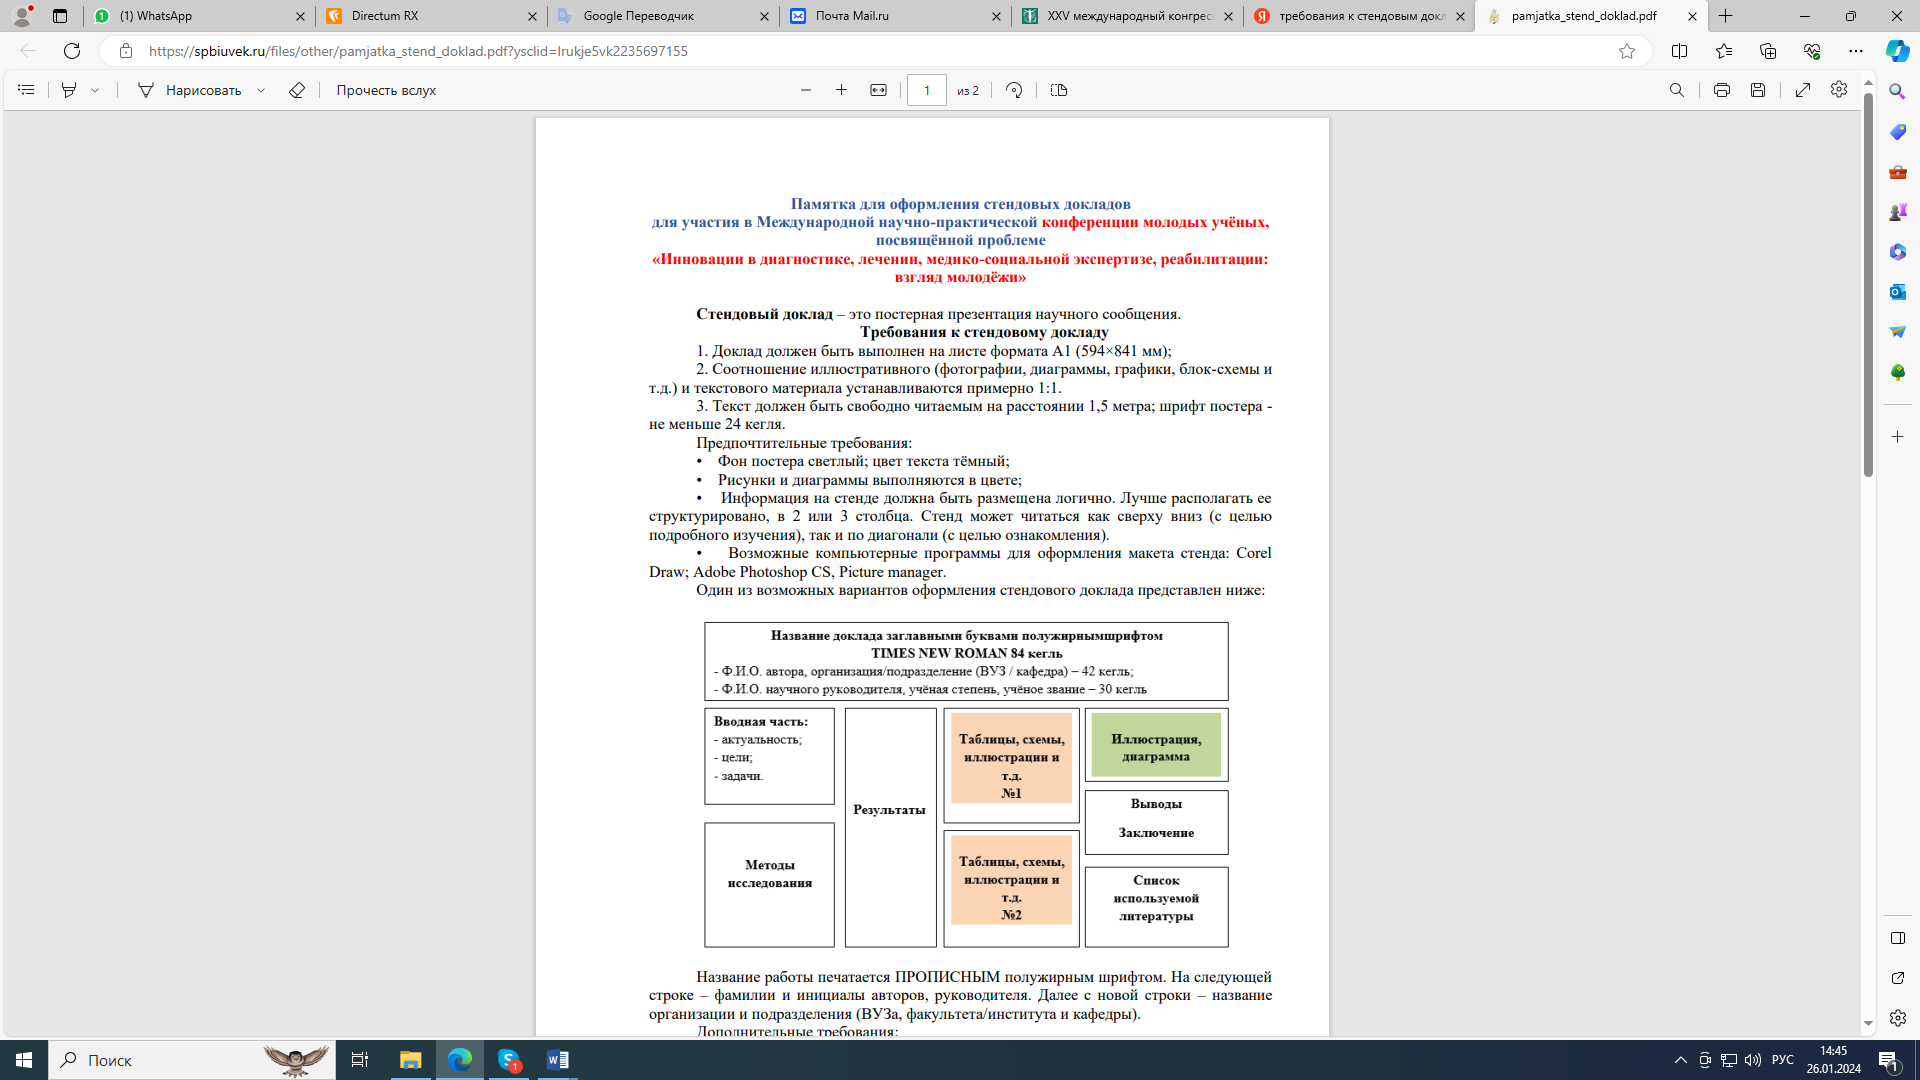 (1) WhatsApp
Directum RX
Google Переводчик
Почта Mail.ru
XXV международный конгресс
требования к стендовым докл
pamjatka_stend_doklad.pdf
https://spbiuvek.ru/files/other/pamjatka_stend_doklad.pdf?ysclid=lrukje5vk2235697155
Нарисовать
Прочесть вслух
1 из 2
Памятка для оформления стендовых докладов
для участия в Международной научно-практической конференции молодых учёных,
посвящённой проблеме
«Инновации в диагностике, лечении, медико-социальной экспертизе, реабилитации:
взгляд молодёжи»
Стендовый доклад – это постерная презентация научного сообщения.
Требования к стендовому докладу
1. Доклад должен быть выполнен на листе формата А1 (594×841 мм);
2. Соотношение иллюстративного (фотографии, диаграммы, графики, блок-схемы и
т.д.) и текстового материала устанавливаются примерно 1:1.
3. Текст должен быть свободно читаемым на расстоянии 1,5 метра; шрифт постера -
не меньше 24 кегля.
Предпочтительные требования:
• Фон постера светлый; цвет текста тёмный;
• Рисунки и диаграммы выполняются в цвете;
• Информация на стенде должна быть размещена логично. Лучше располагать ее
структурировано, в 2 или 3 столбца. Стенд может читаться как сверху вниз (с целью
подробного изучения), так и по диагонали (с целью ознакомления).
• Возможные компьютерные программы для оформления макета стенда: Corel
Draw; Adobe Photoshop CS, Picture manager.
Один из возможных вариантов оформления стендового доклада представлен ниже:
Название доклада заглавными буквами полужирнымшрифтом
TIMES NEW ROMAN 84 кегль
- Ф.И.О. автора, организация/подразделение (ВУЗ / кафедра) – 42 кегль;
- Ф.И.О. научного руководителя, учёная степень, учёное звание – 30 кегль
Вводная часть:
- актуальность;
- цели;
- задачи.
Методы
исследования
Результаты
Таблицы, схемы,
иллюстрации и
т.д.
№1
Таблицы, схемы,
иллюстрации и
т.д.
№2
Иллюстрация,
диаграмма
Выводы
Заключение
Список
используемой
литературы
Название работы печатается ПРОПИСНЫМ полужирным шрифтом. На следующей
строке – фамилии и инициалы авторов, руководителя. Далее с новой строки – название
организации и подразделения (ВУЗа, факультета/института и кафедры).
Дополнительные требования:
Поиск
1
РУС
14:45
26.01.2024
1